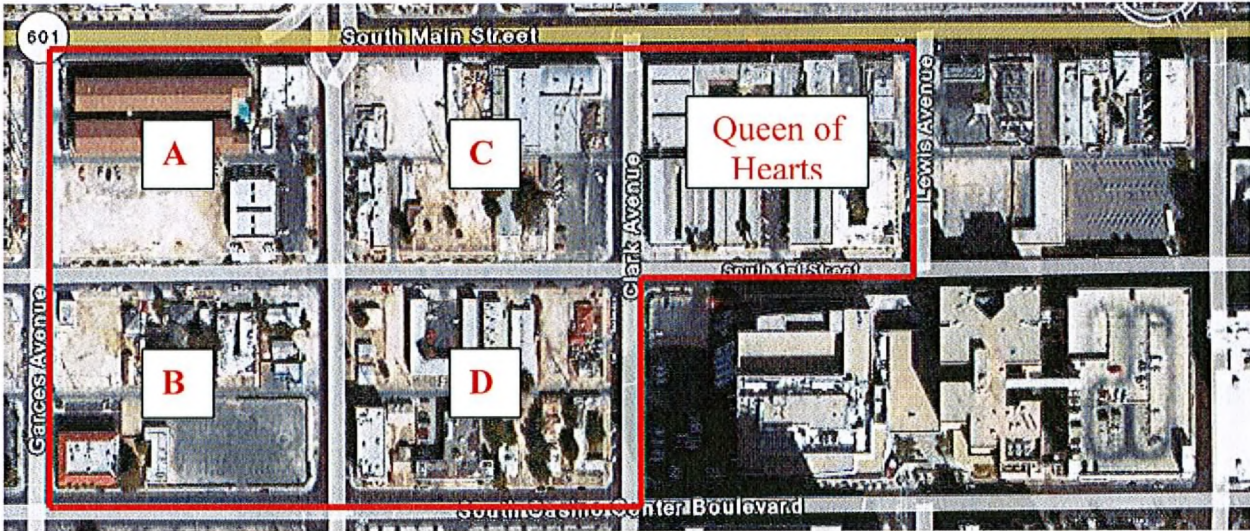 601
South Main Street
A
C
Queen of
Hearts
Lewis Avenue
Clark Avenue
South 1st Street
Garces Avenue
B
D
South Casino Center Boulevard